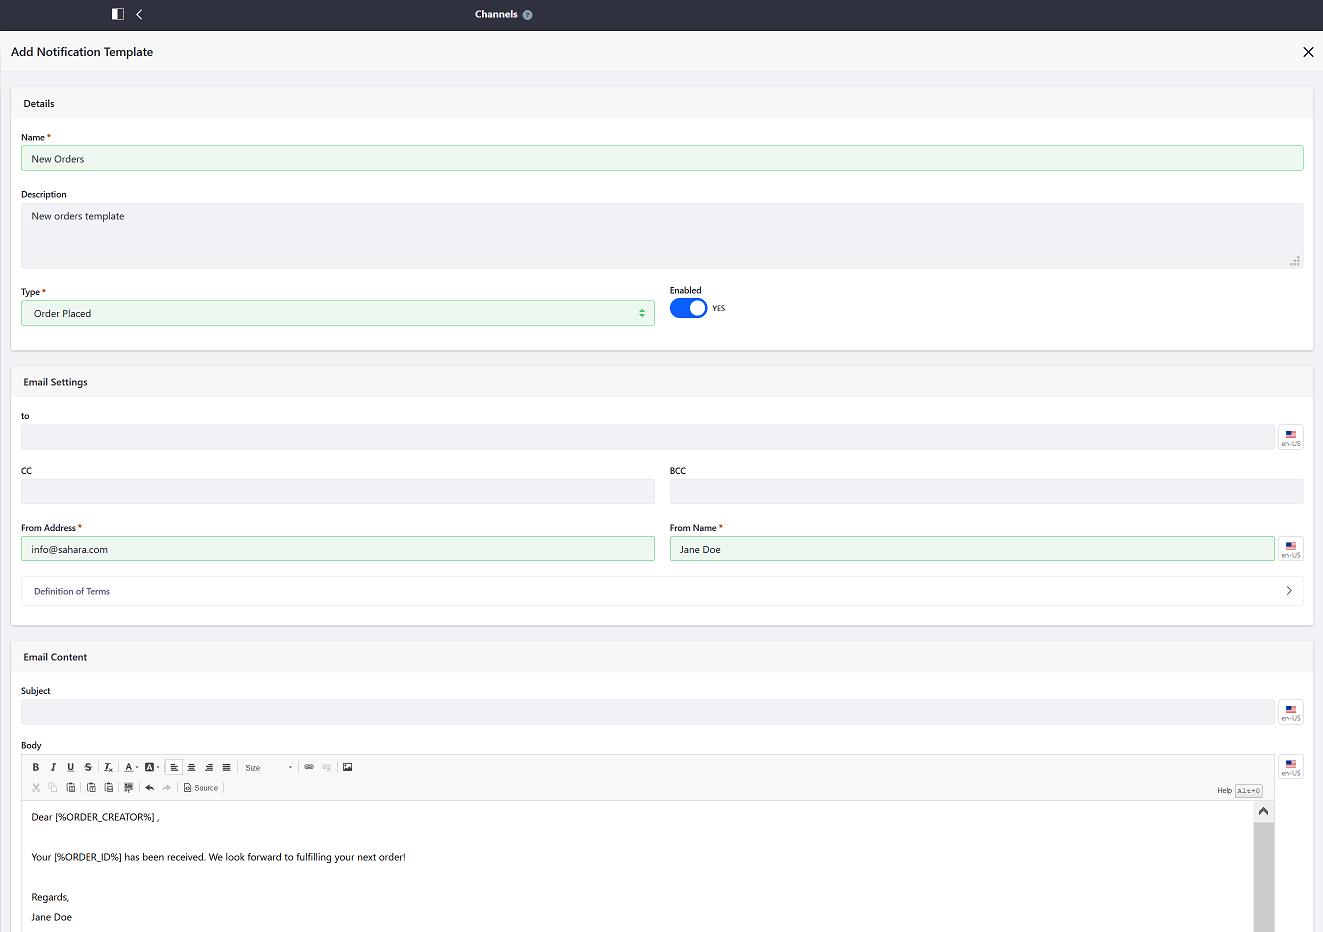 Channels ?
Add Notification Template
Details
Name *
New Orders
Description
New orders template
Type *
Enabled
Order Placed
YES
Email Settings
to
en-US
CC
BCC
From Address *
From Name *
info@sahara.com
Jane Doe
en-US
Definition of Terms
Email Content
Subject
en-US
Body
B I U S Tx A A Size
en-US
Source
Help Alt+0
Dear [%ORDER_CREATOR%] ,
Your [%ORDER_ID%] has been received. We look forward to fulfilling your next order!
Regards,
Jane Doe